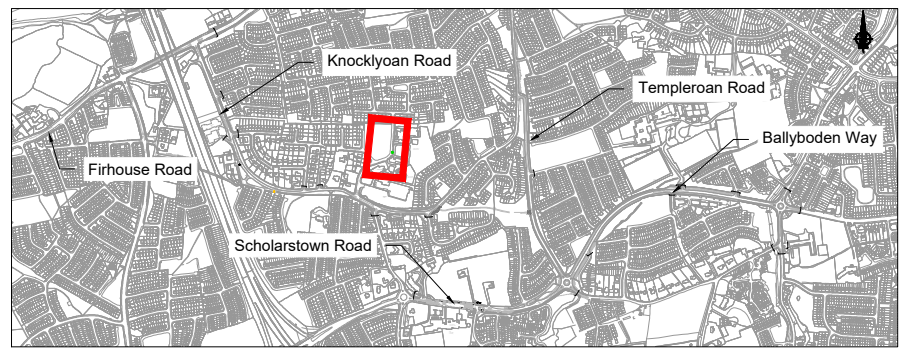 Knocklyoan Road
Templeroan Road
Ballyboden Way
Firhouse Road
Scholarstown Road